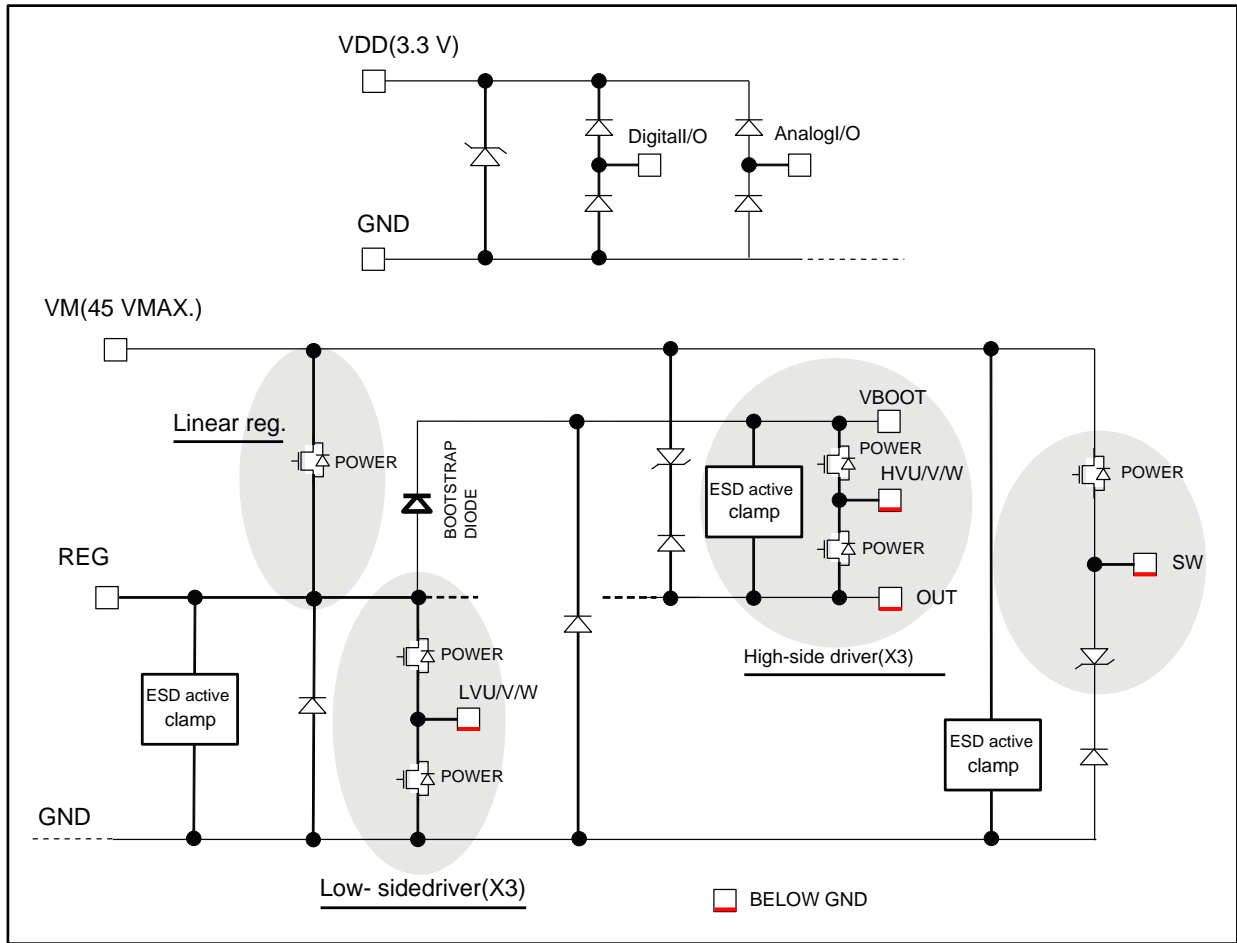 VDD(3.3 V)
DigitalI/O
AnalogI/O
GND
VM(45 VMAX.)
Linear reg.
POWER
BOOTSTRAP
DIODE
VBOOT
POWER
HVU/V/W
ESD active
clamp
POWER
POWER
REG
SW
OUT
High-side driver(X3)
POWER
LVU/V/W
ESD active
clamp
POWER
ESD active
clamp
GND
Low- sidedriver(X3)
BELOW GND